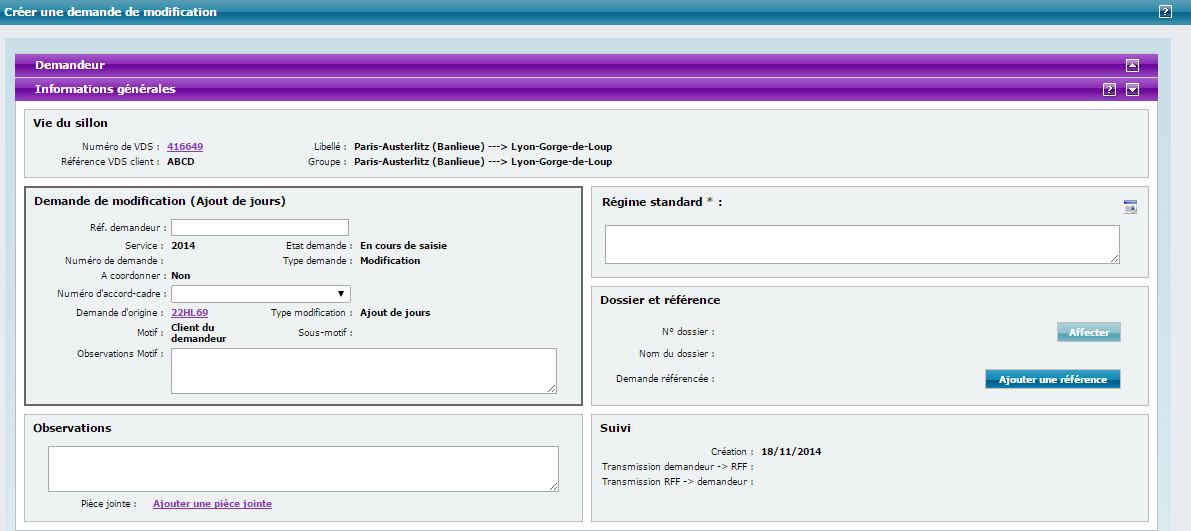 Créer une demande de modification
?
Demandeur
Informations générales
?
Vie du sillon
Numéro de VDS : 416649
Libellé : Paris-Austerlitz (Banlieue) ---> Lyon-Gorge-de-Loup
Référence VDS client : ABCD
Groupe : Paris-Austerlitz (Banlieue) ---> Lyon-Gorge-de-Loup
Demande de modification (Ajout de jours)
Réf. demandeur :
Service : 2014
Etat demande : En cours de saisie
Numéro de demande :
Type demande : Modification
A coordonner : Non
Numéro d'accord-cadre :
Demande d'origine : 22HL69
Type modification : Ajout de jours
Motif : Client du
demandeur
Sous-motif :
Observations Motif :
Régime standard * :
Dossier et référence
N° dossier :
Affecter
Nom du dossier :
Demande référencée :
Ajouter une référence
Observations
Pièce jointe : Ajouter une pièce jointe
Suivi
Création : 18/11/2014
Transmission demandeur -> RFF :
Transmission RFF -> demandeur :